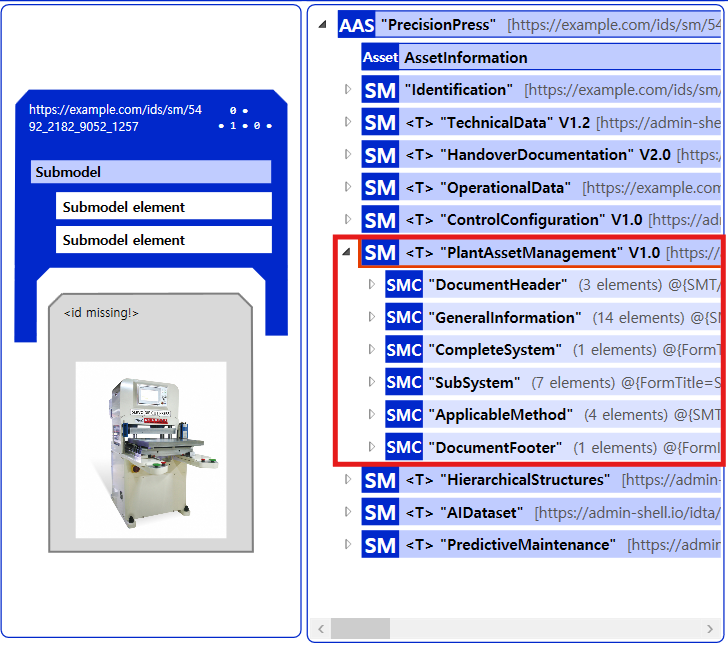 https://example.com/ids/sm/54
92_2182_9052_1257
0
1 0
Submodel
Submodel element
Submodel element
<id missing!>
AAS "PrecisionPress" [https://example.com/ids/sm/54
Asset AssetInformation
SM "Identification" [https://example.com/ids/sm/
SM <T> "TechnicalData" V1.2 [https://admin-she
SM <T> "HandoverDocumentation" V2.0 [https:/
SM <T> "OperationalData" [https://example.com
SM <T> "ControlConfiguration" V1.0 [https://adm
SM <T> "PlantAssetManagement" V1.0 [https://
SMC "DocumentHeader" (3 elements) @{SMT/
SMC "GeneralInformation" (14 elements) @{SM
SMC "CompleteSystem" (1 elements) @{FormT
SMC "SubSystem" (7 elements) @{FormTitle=S
SMC "ApplicableMethod" (4 elements) @{SMT
SMC "DocumentFooter" (1 elements) @{FormI
SM <T> "HierarchicalStructures" [https://admin-
SM <T> "AIDataset" [https://admin-shell.io/idta/
SM <T> "PredictiveMaintenance" [https://admin